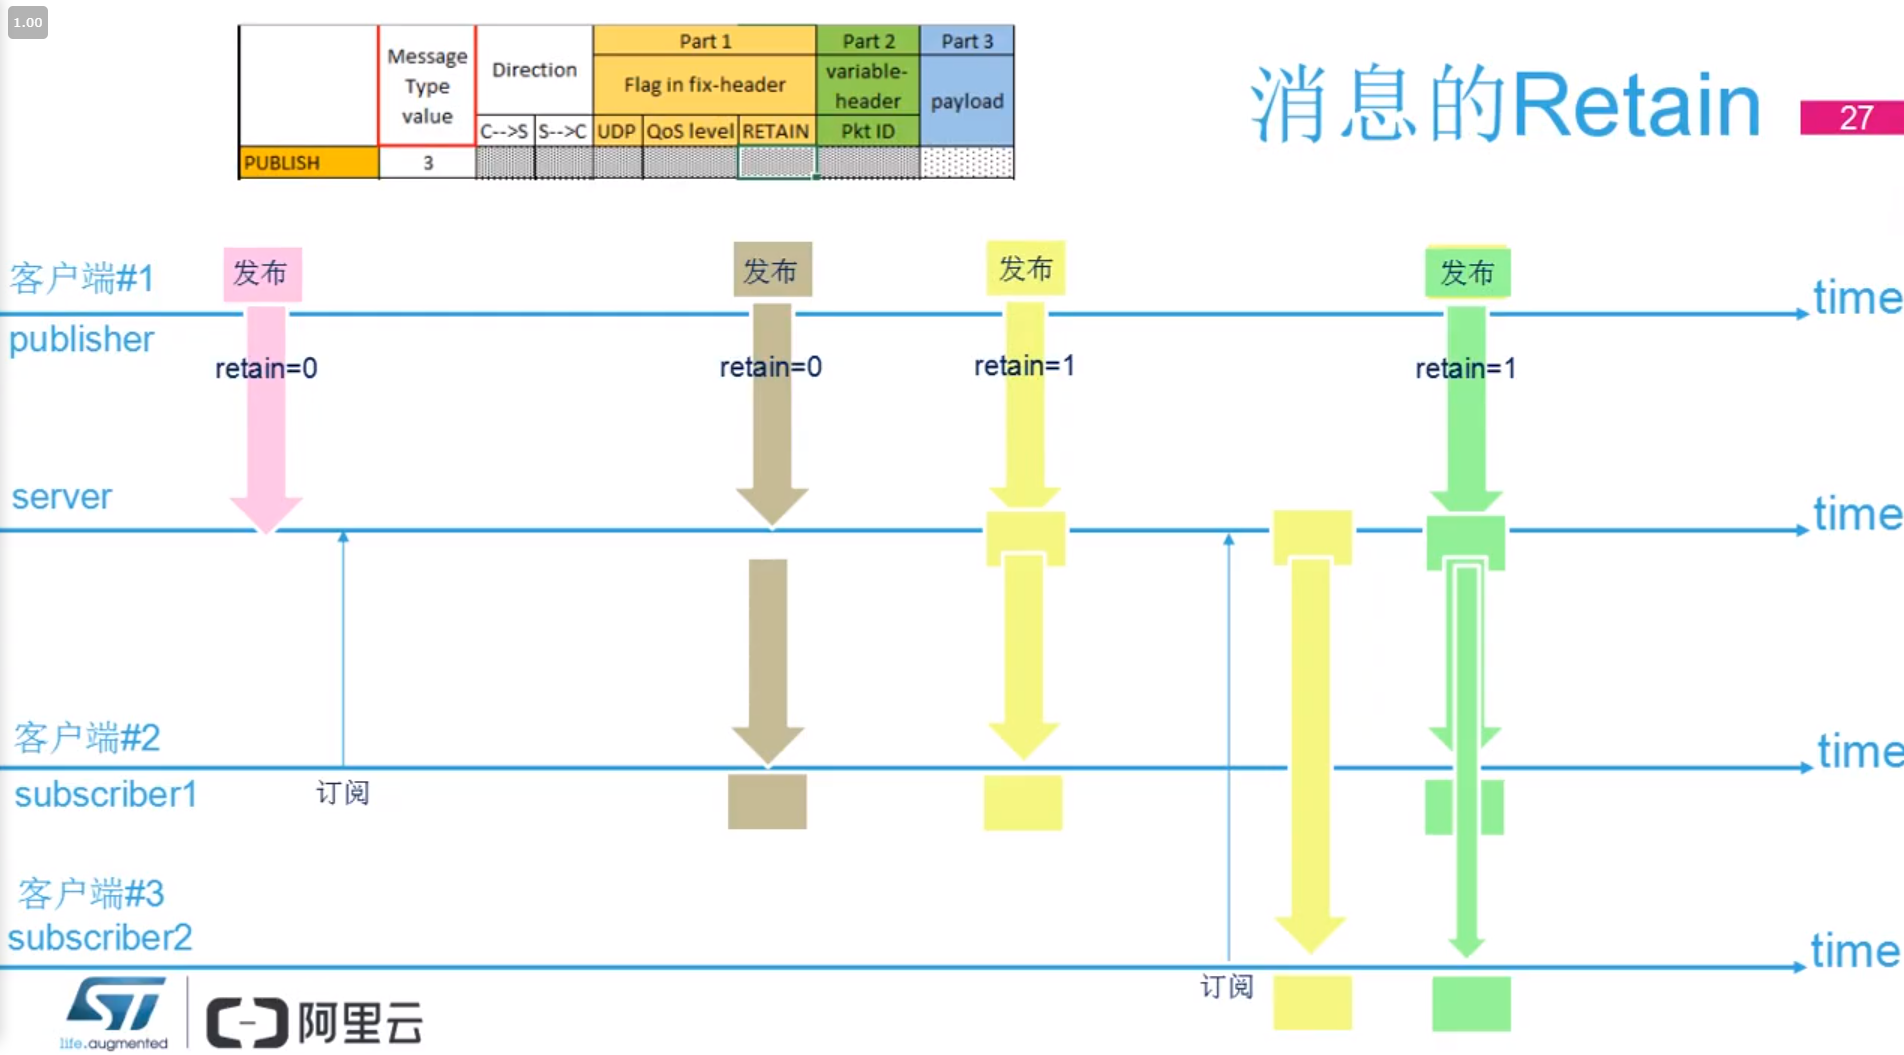 1.00
Message Type value
Direction
Part 1
Part 2
Part 3
Flag in fix-header
variable-header
payload
C-->S
S-->C
UDP
QoS level
RETAIN
Pkt ID
PUBLISH
3
消息的Retain
27
客户端#1
发布
发布
发布
发布
time
publisher
retain=0
retain=0
retain=1
retain=1
server
time
客户端#2
time
subscriber1
订阅
客户端#3
subscriber2
time
订阅
ST
life.augmented
阿里云